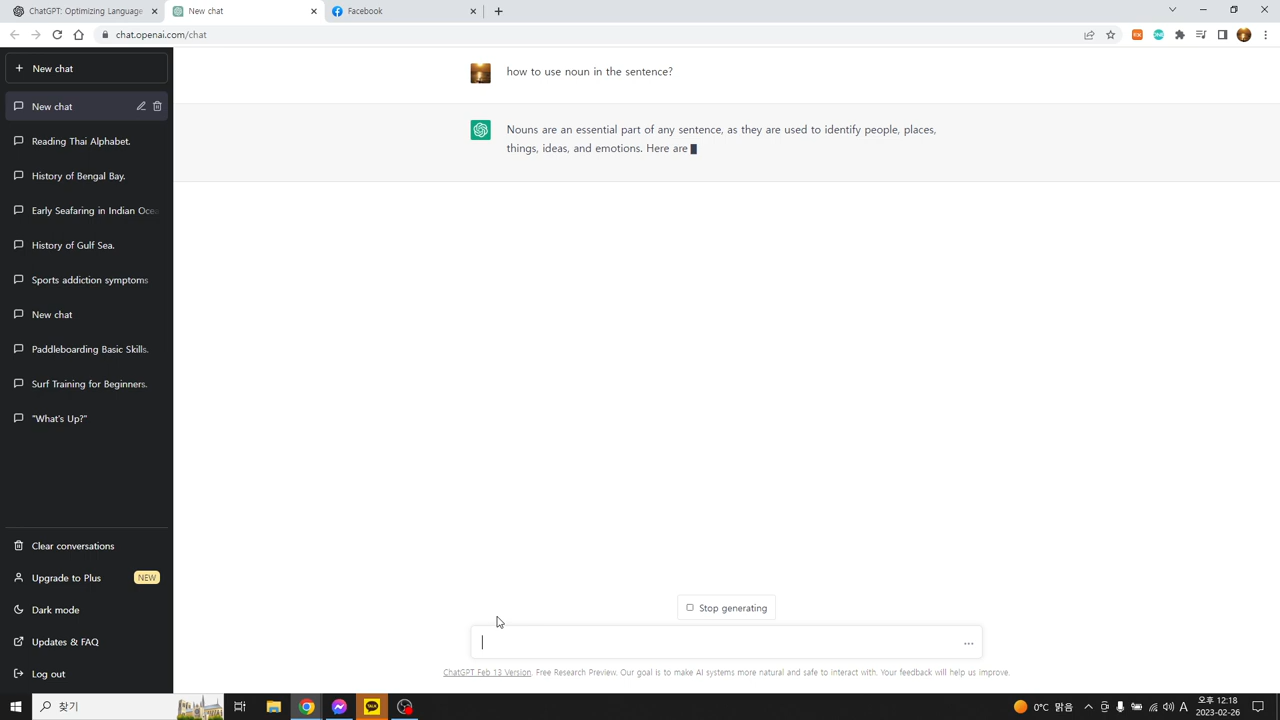 ChatGPT: Optimizing Language
New chat
Facebook
chat.openai.com/chat
New chat
New chat
Reading Thai Alphabet.
History of Bengal Bay.
Early Seafaring in Indian Ocea
History of Gulf Sea.
Sports addiction symptoms
New chat
Paddleboarding Basic Skills.
Surf Training for Beginners.
"What's Up?"
Clear conversations
Upgrade to Plus NEW
Dark mode
Updates & FAQ
Log out
how to use noun in the sentence?
Nouns are an essential part of any sentence, as they are used to identify people, places,
things, ideas, and emotions. Here are
Stop generating
ChatGPT Feb 13 Version. Free Research Preview. Our goal is to make AI systems more natural and safe to interact with. Your feedback will help us improve.
찾기
TALK
0°C 맑음
A
오후 12:18
2023-02-26